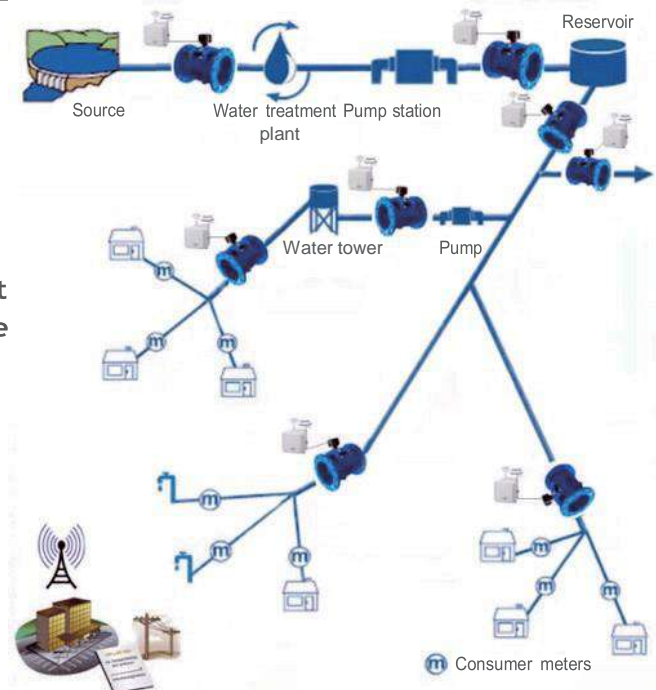 Reservoir
Source
Water treatment
plant
Pump station
Water tower
Pump
t
e
m
m
m
m
m
m
m
m
m
m Consumer meters